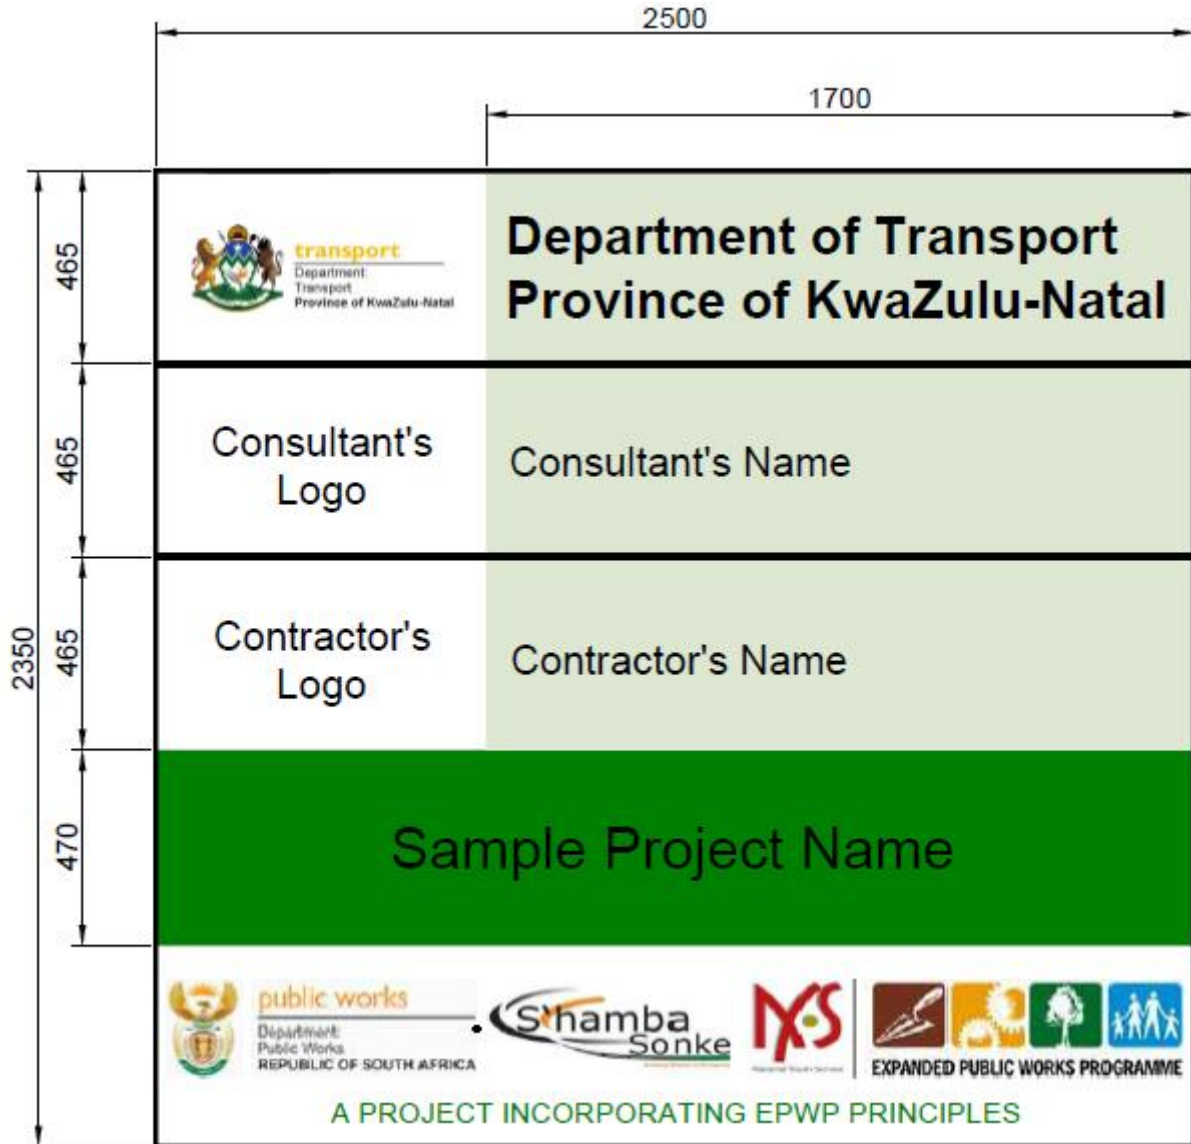 2500
1700
465
transport
Department:
Transport
Province of KwaZulu-Natal
Department of Transport
Province of KwaZulu-Natal
465
Consultant's
Logo
Consultant's Name
2350
465
Contractor's
Logo
Contractor's Name
470
Sample Project Name
public works
Department:
Public Works
REPUBLIC OF SOUTH AFRICA
S'hamba
Sonke
NYS
EXPANDED PUBLIC WORKS PROGRAMME
A PROJECT INCORPORATING EPWP PRINCIPLES